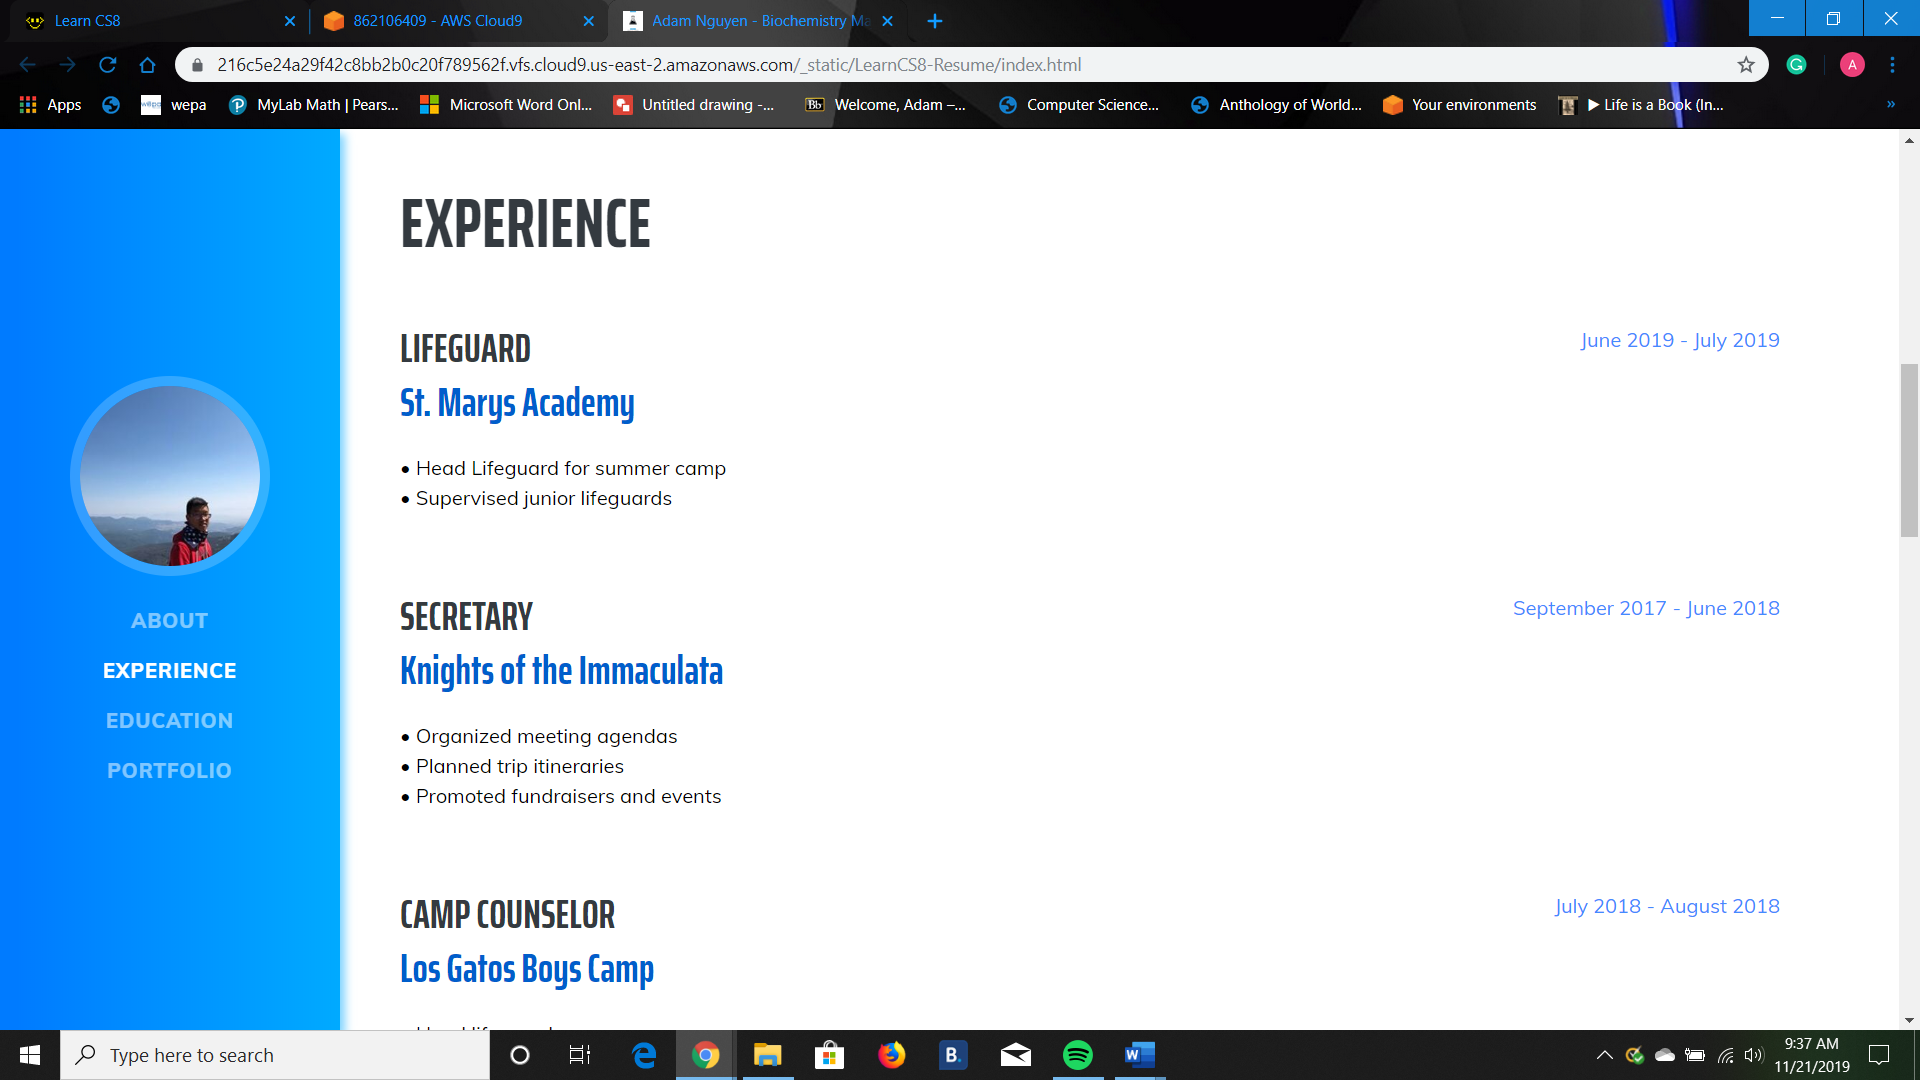 Learn CS8
862106409 - AWS Cloud9
Adam Nguyen - Biochemistry Ma
216c5e24a29f42c8bb2b0c20f789562f.vfs.cloud9.us-east-2.amazonaws.com/_static/LearnCS8-Resume/index.html
G
A
Apps
wepa
wepa
MyLab Math | Pears...
Microsoft Word Onl...
Untitled drawing -...
Bb
Welcome, Adam –...
Computer Science...
Anthology of World...
Your environments
▶ Life is a Book (In...
»
EXPERIENCE
LIFEGUARD
June 2019 - July 2019
St. Marys Academy
• Head Lifeguard for summer camp
• Supervised junior lifeguards
ABOUT
EXPERIENCE
EDUCATION
PORTFOLIO
SECRETARY
September 2017 - June 2018
Knights of the Immaculata
• Organized meeting agendas
• Planned trip itineraries
• Promoted fundraisers and events
CAMP COUNSELOR
July 2018 - August 2018
Los Gatos Boys Camp
Type here to search
B.
W
9:37 AM
11/21/2019